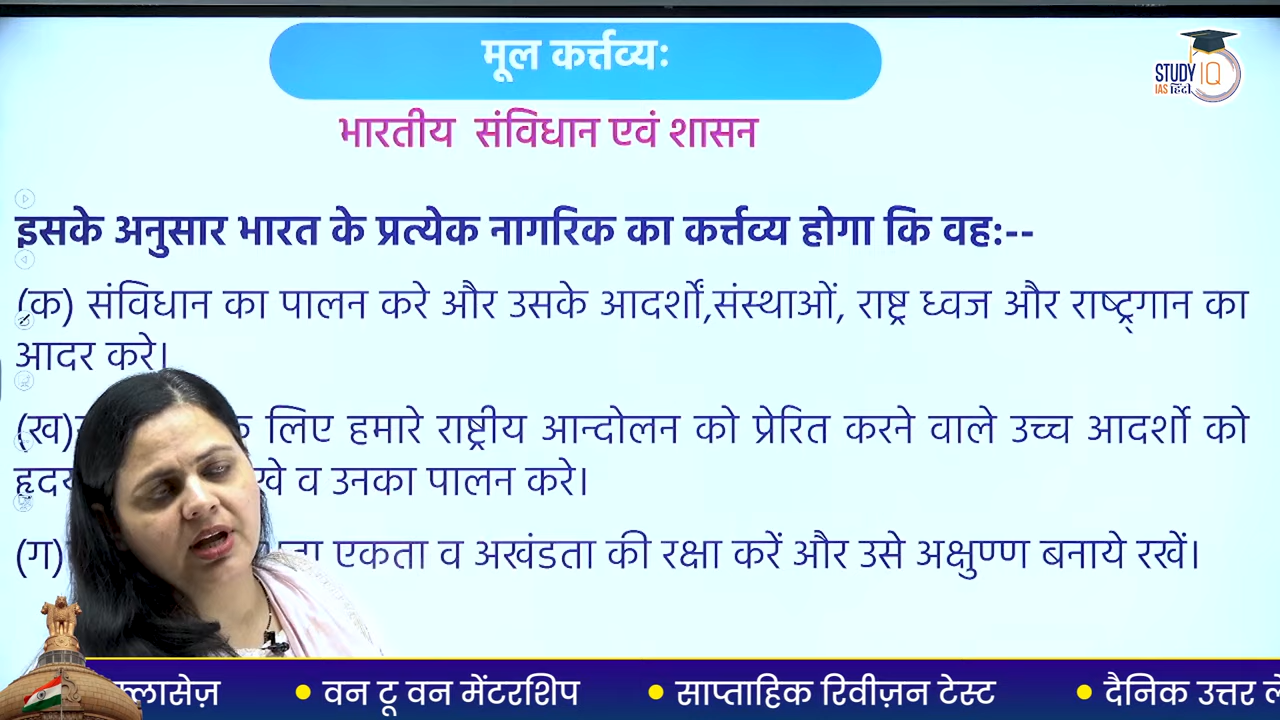 मूल कर्त्तव्यः
STUDY IQ
IAS हिंदी
भारतीय संविधान एवं शासन
इसके अनुसार भारत के प्रत्येक नागरिक का कर्त्तव्य होगा कि वह:--
(क) संविधान का पालन करे और उसके आदर्शों,संस्थाओं, राष्ट्र ध्वज और राष्ट्र्गान का
आदर करे।
(ख) लिए हमारे राष्ट्रीय आन्दोलन को प्रेरित करने वाले उच्च आदर्शो को
व उनका पालन करे।
(ग) एकता व अखंडता की रक्षा करें और उसे अक्षुण्ण बनाये रखें।
• वन टू वन मेंटरशिप • साप्ताहिक रिवीज़न टेस्ट • दैनिक उत्तर